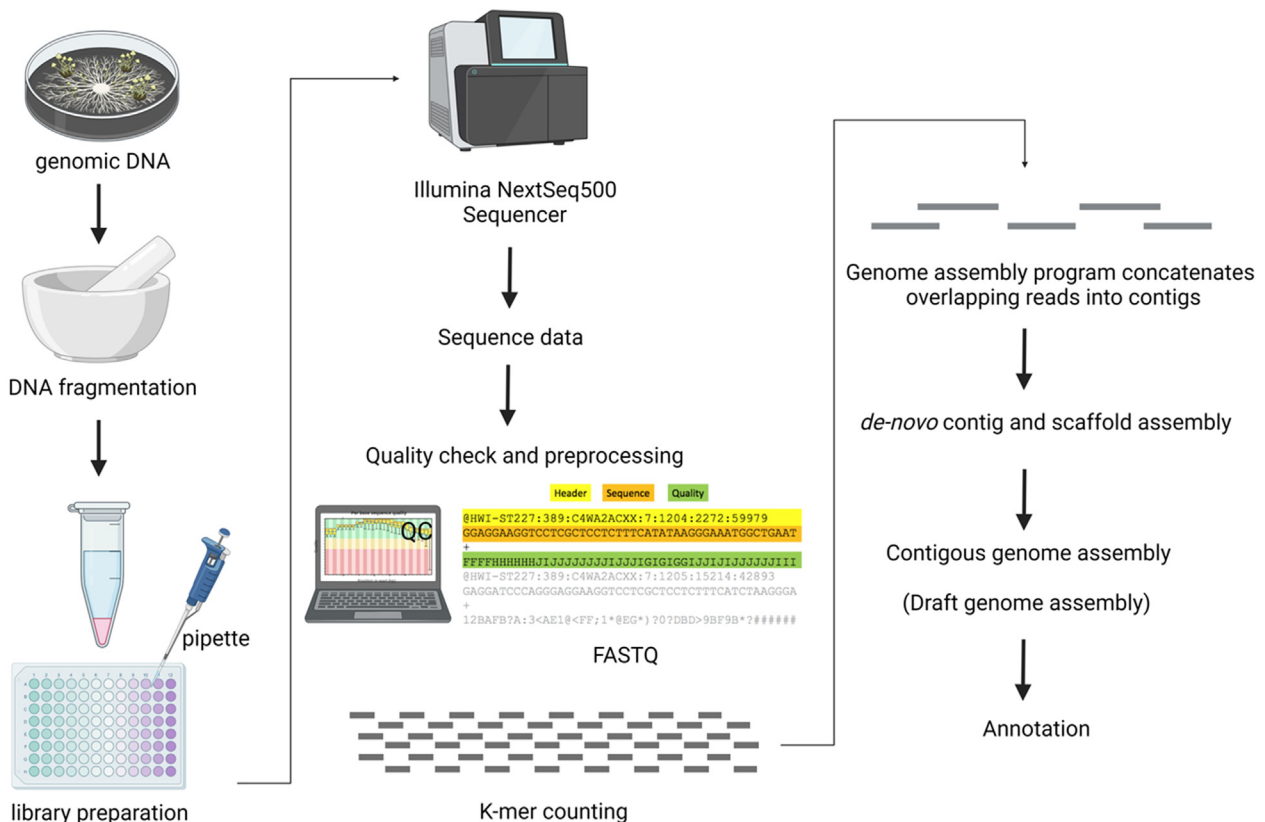 genomic DNA
DNA fragmentation
pipette
library preparation
Illumina NextSeq500
Sequencer
Sequence data
Quality check and preprocessing
QC
Header Sequence Quality
@HWI-ST227:389:C4WA2ACXX:7:1204:2272:59979
GGAGGAAGGTCCTCGCTCCTCTTTCATATAAGGGAAATGGCTGAAT
+
FFFFHHHHHHJIJJJJJJJIJJJIGIGIGGIJJIJIJJJJJJIII
@HWI-ST227:389:C4WA2ACXX:7:1205:15214:42893
GAGGATCCCAGGGAGGAAGGTCCTCGCTCCTCTTTCATCTAAGGGA
+
12BAFB?A:3<AE1@<FF;1*@EG*)?0?DBD>9BF9B*?######
FASTQ
K-mer counting
Genome assembly program concatenates
overlapping reads into contigs
de-novo contig and scaffold assembly
Contigous genome assembly
(Draft genome assembly)
Annotation